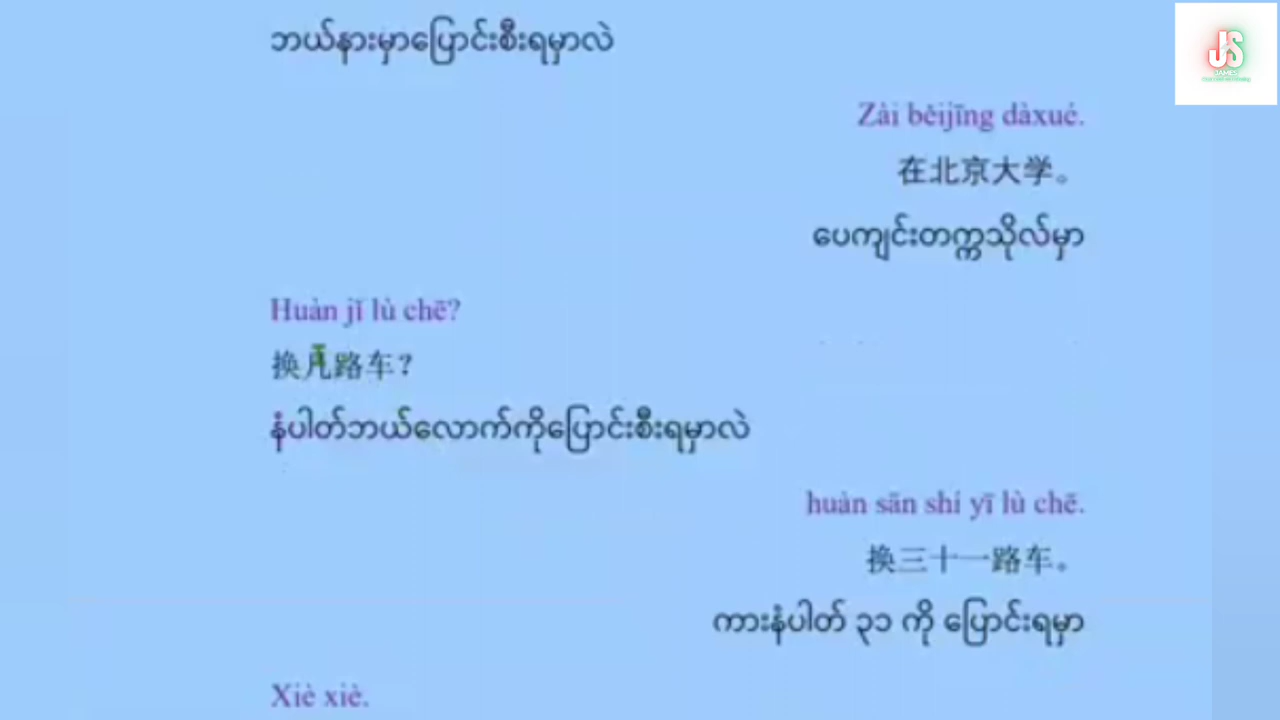 ဘယ်နားမှာပြောင်းစီးရမှာလဲ
Zài běijīng dàxué.
在北京大学。
ပေကျင်းတက္ကသိုလ်မှာ
Huàn jǐ lù chē?
换几路车?
နံပါတ်ဘယ်လောက်ကိုပြောင်းစီးရမှာလဲ
huàn sān shí yī lù chē.
换三十一路车。
ကားနံပါတ် ၃၁ ကို ပြောင်းရမှာ
Xiè xiè.
JS
JAMES